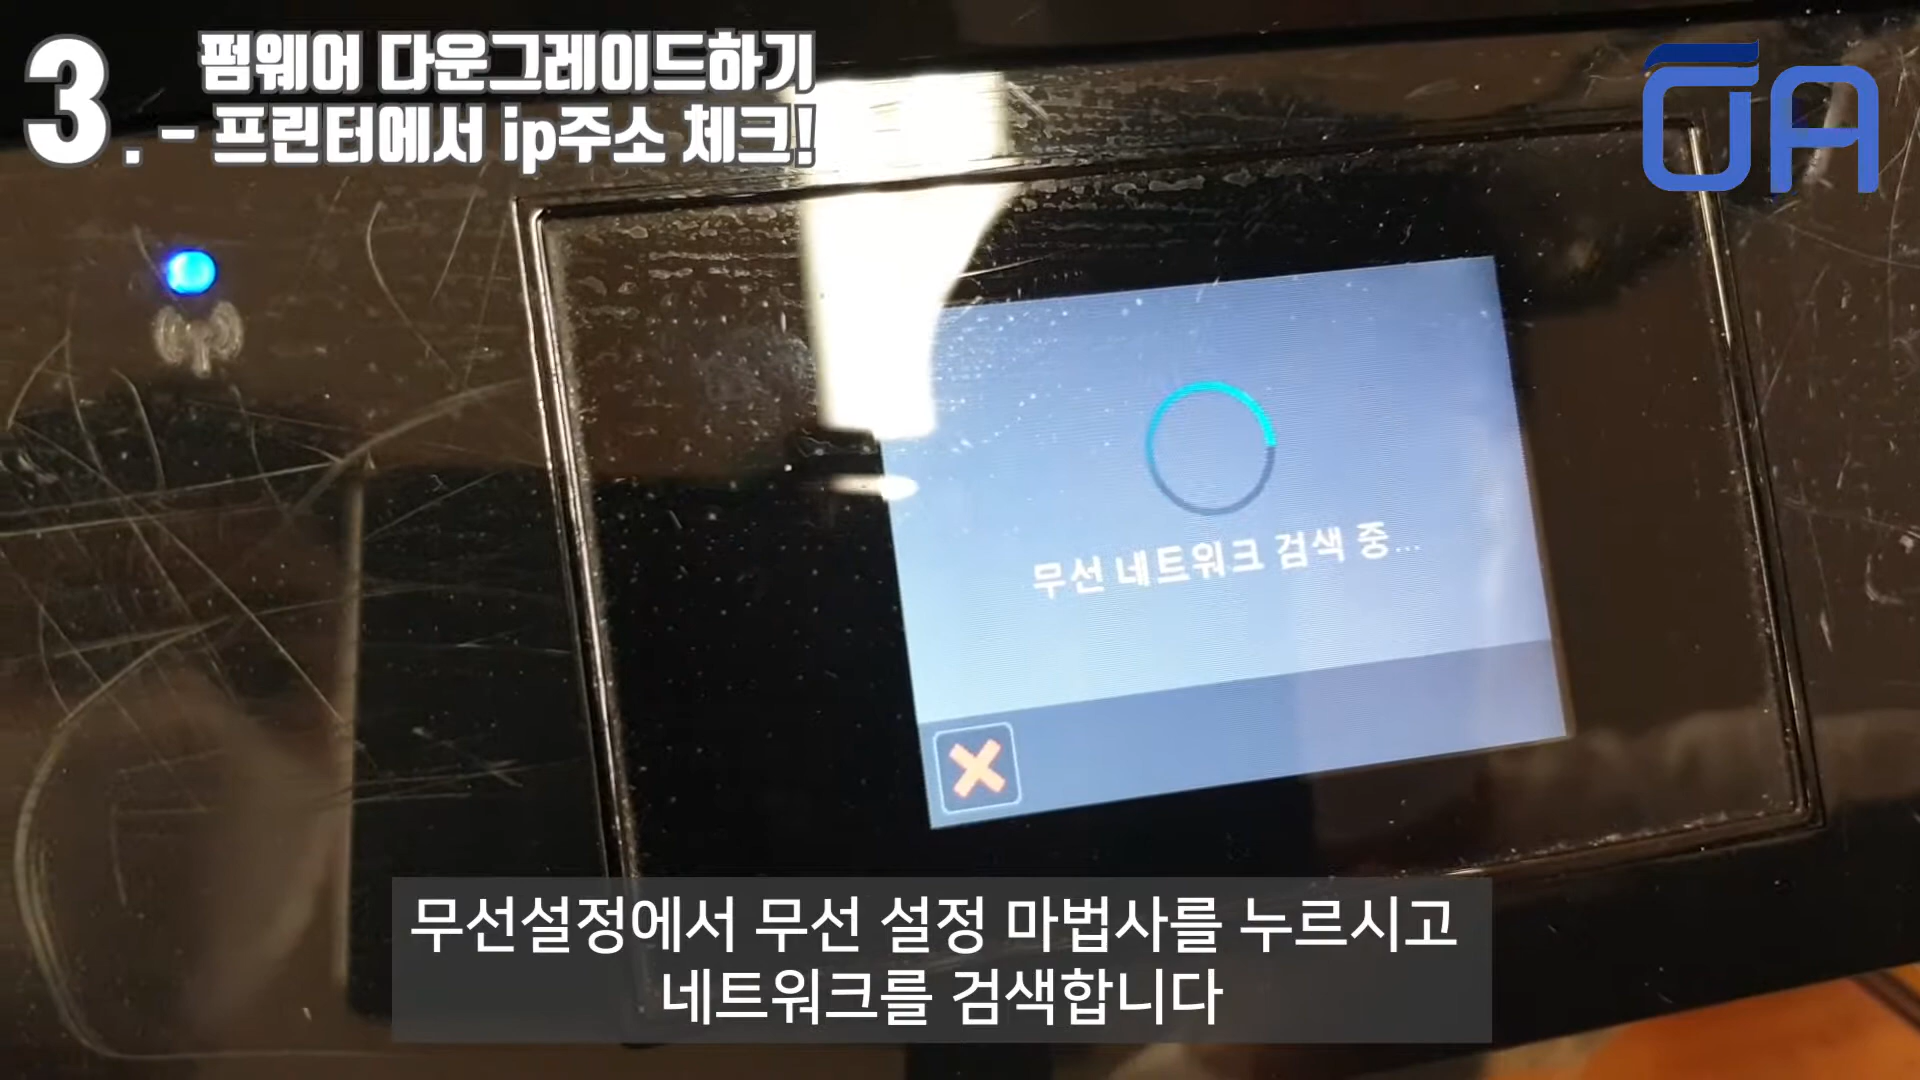 3. 펌웨어 다운그레이드하기
- 프린터에서 ip주소 체크!
무선 네트워크 검색 중...
무선설정에서 무선 설정 마법사를 누르시고
네트워크를 검색합니다